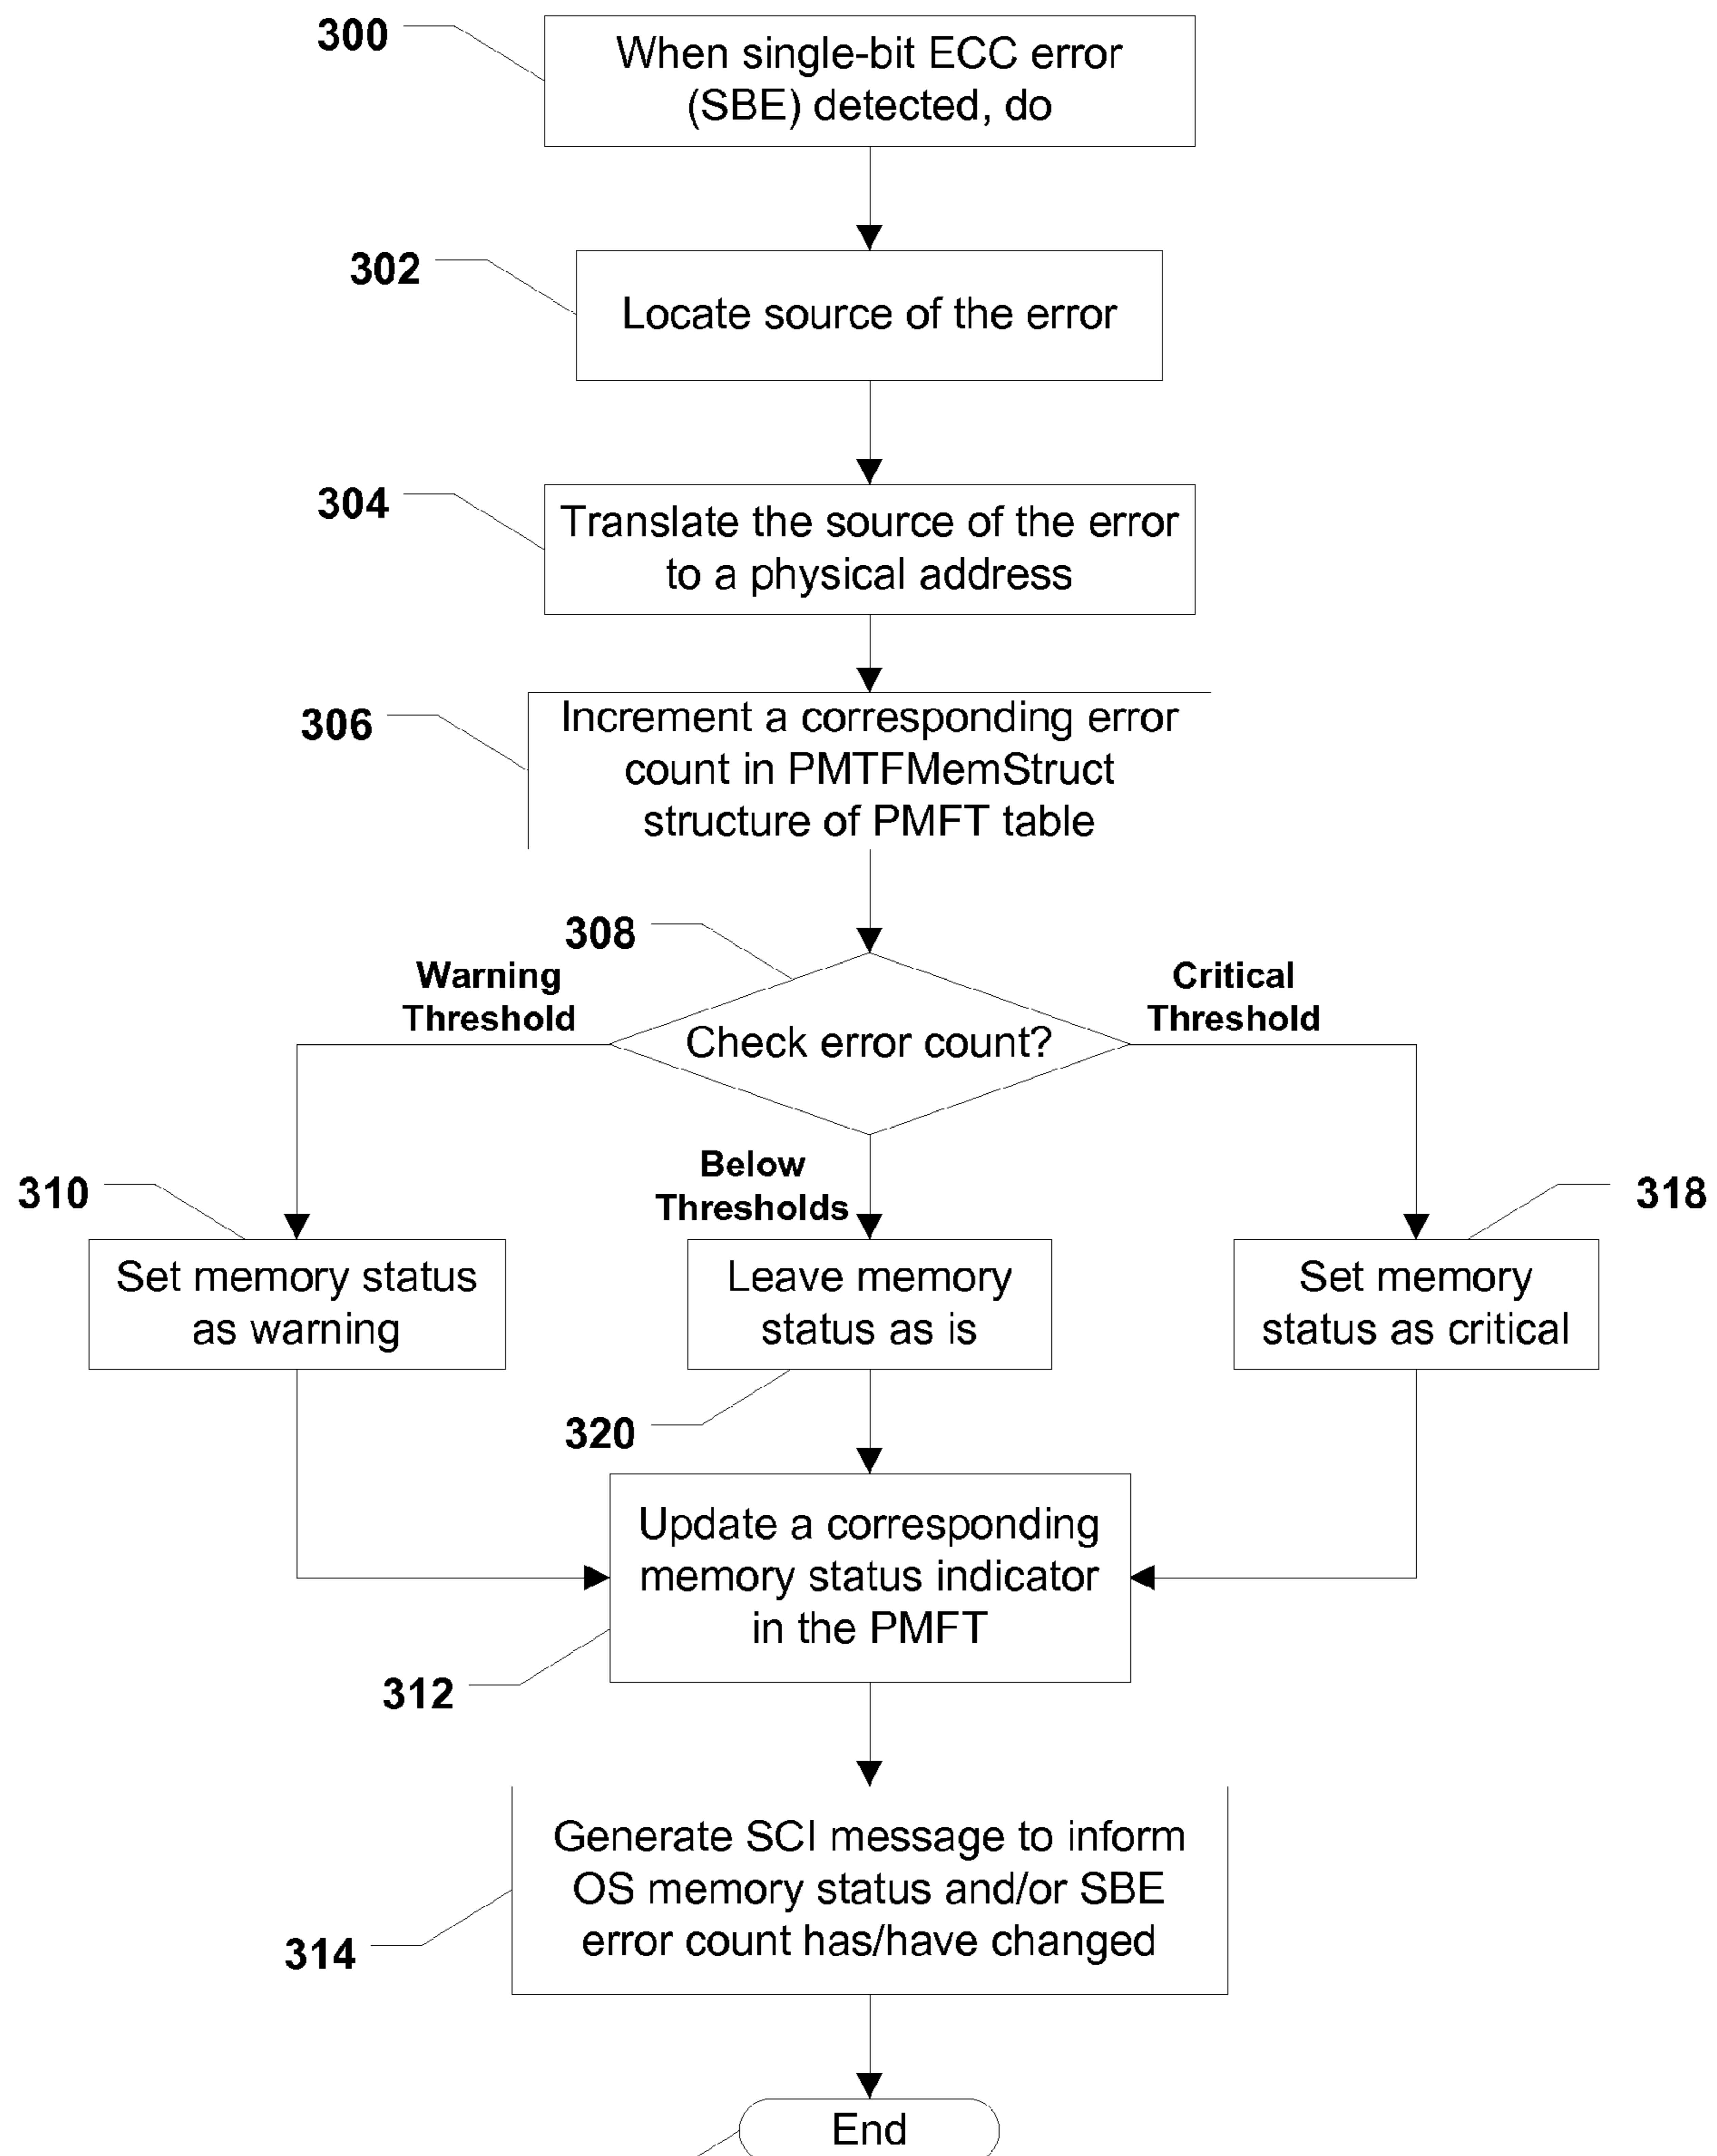 300
When single-bit ECC error
(SBE) detected, do
302
Locate source of the error
304
Translate the source of the error
to a physical address
306
Increment a corresponding error
count in PMTFMemStruct
structure of PMFT table
308
Warning
Threshold
Check error count?
Critical
Threshold
Below
Thresholds
310
Set memory status
as warning
Leave memory
status as is
318
Set memory
status as critical
320
Update a corresponding
memory status indicator
in the PMFT
312
Generate SCI message to inform
OS memory status and/or SBE
error count has/have changed
314
End